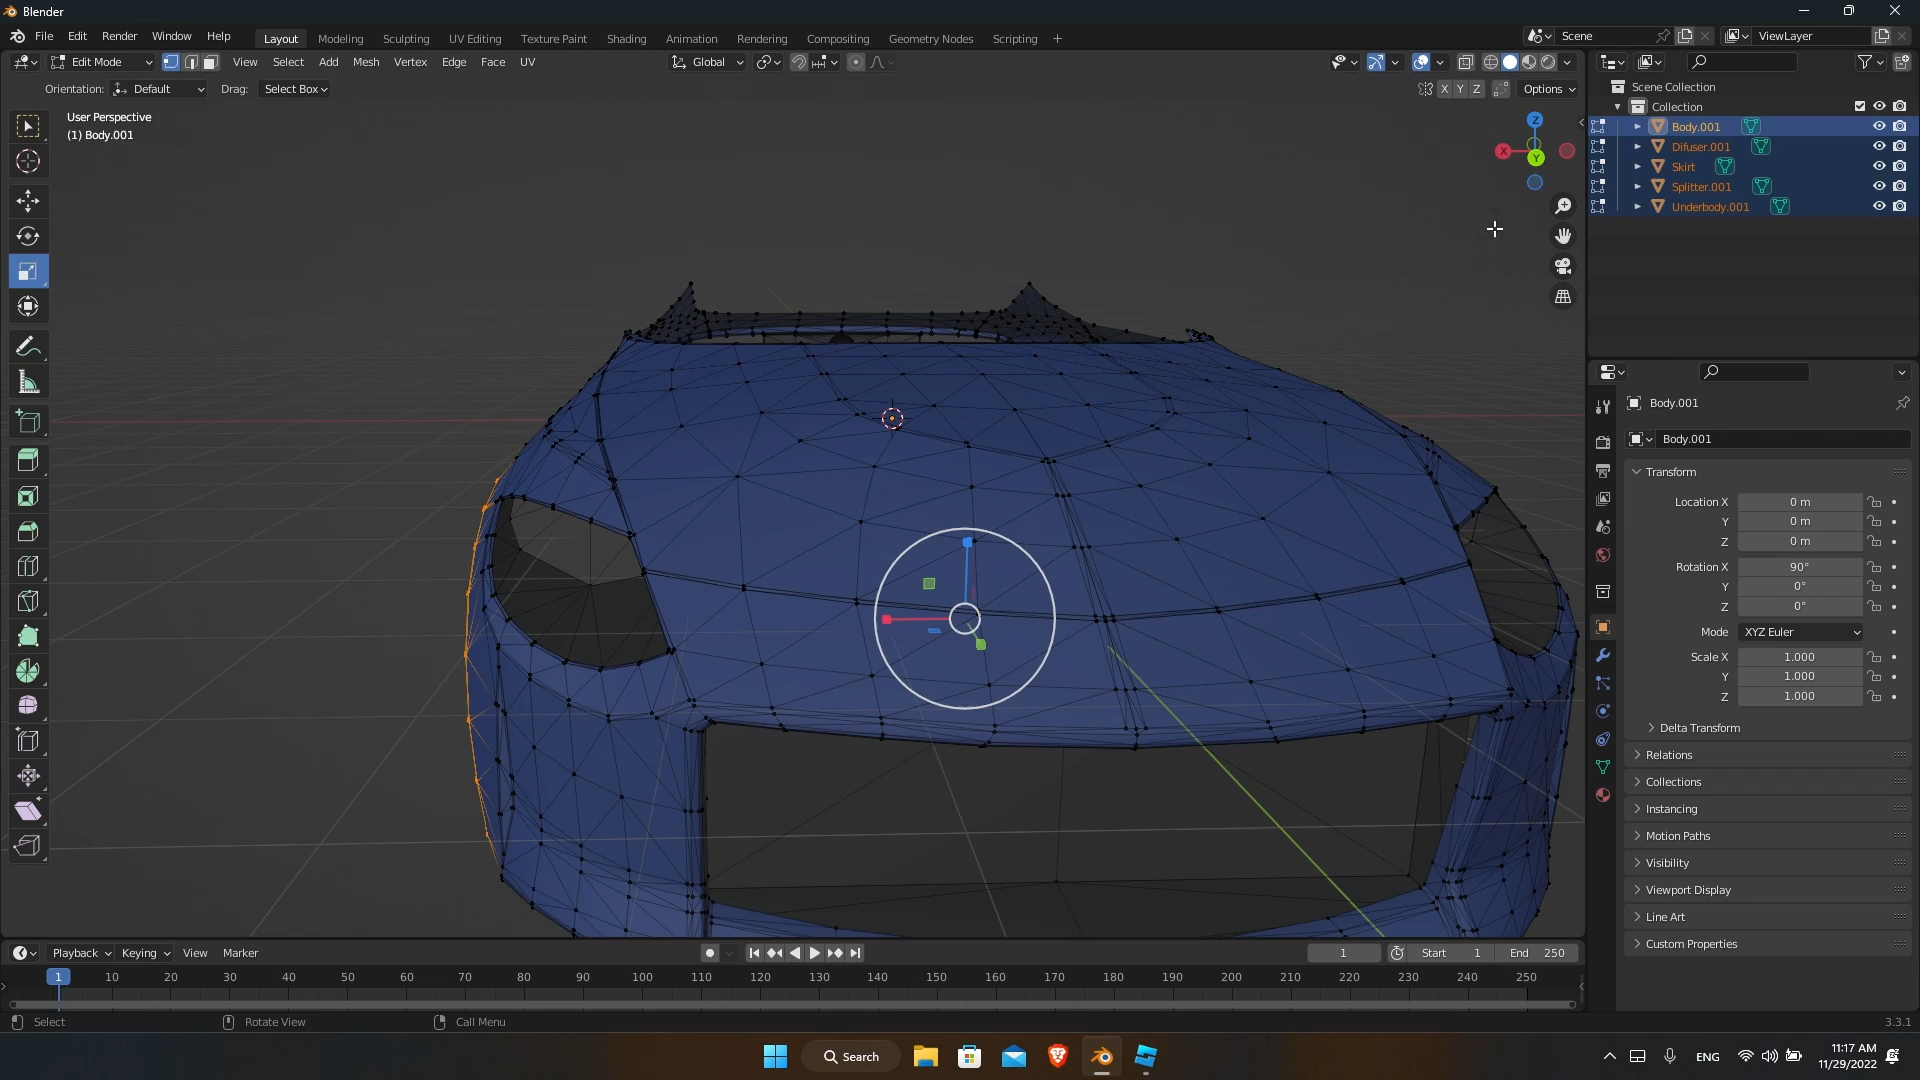 Blender
File Edit Render Window Help
Layout Modeling Sculpting UV Editing Texture Paint Shading Animation Rendering Compositing Geometry Nodes Scripting +
Scene ViewLayer
Edit Mode View Select Add Mesh Vertex Edge Face UV
Global
Orientation: Default Drag: Select Box
X Y Z Options
User Perspective
(1) Body.001
Z
X
Y
Scene Collection
Collection
Body.001
Difuser.001
Skirt
Splitter.001
Underbody.001
Body.001
Body.001
Transform
Location X 0 m
Y 0 m
Z 0 m
Rotation X 90°
Y 0°
Z 0°
Mode XYZ Euler
Scale X 1.000
Y 1.000
Z 1.000
Delta Transform
Relations
Collections
Instancing
Motion Paths
Visibility
Viewport Display
Line Art
Custom Properties
Playback Keying View Marker
1 Start 1 End 250
1 10 20 30 40 50 60 70 80 90 100 110 120 130 140 150 160 170 180 190 200 210 220 230 240 250
Select Rotate View Call Menu
3.3.1
Search
ENG
11:17 AM
11/29/2022